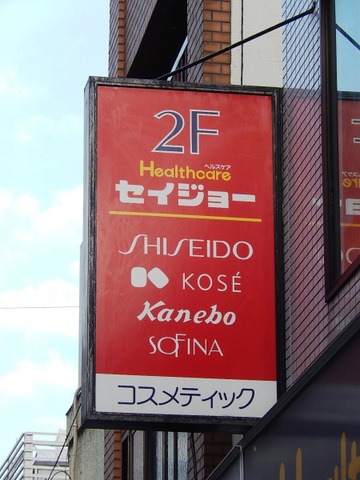 2F
ヘルスケア
Healthcare
セイジョー
SHISEIDO
KOSÉ
Kanebo
SOFINA
コスメティック